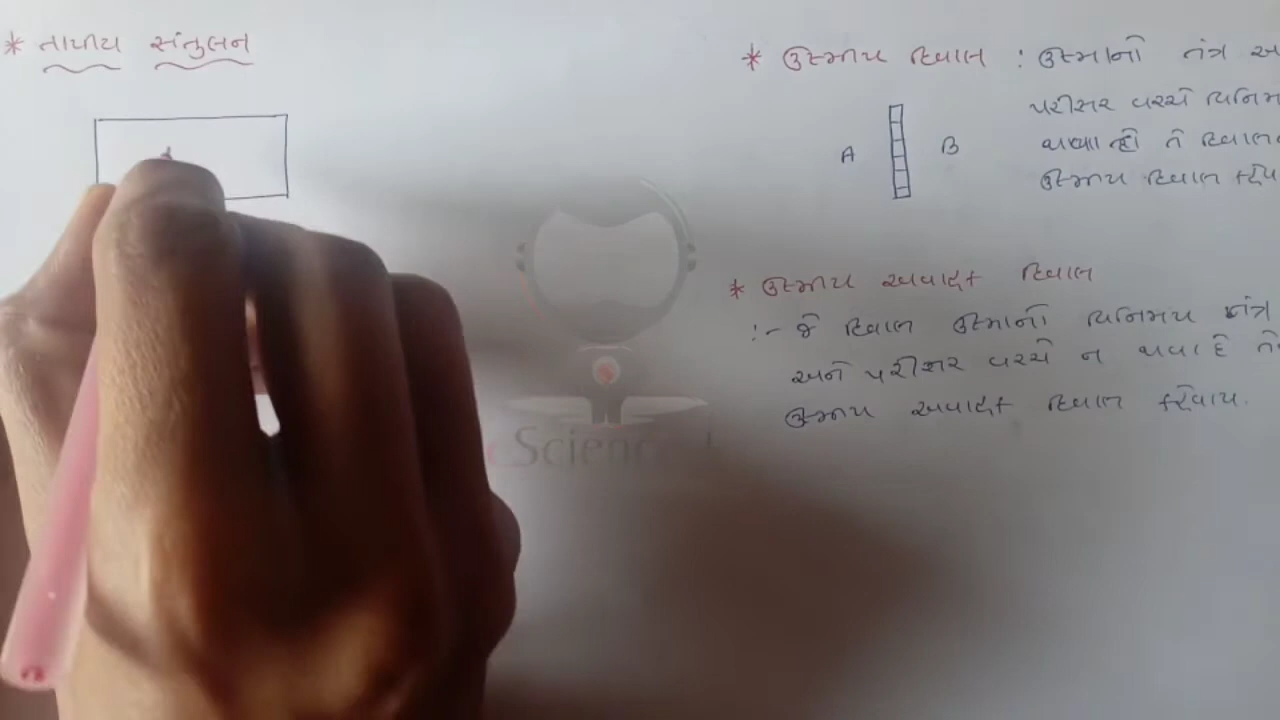 * તાપીય સંતુલન
* ઉષ્મીય દિવાલ : ઉષ્માનો તંત્ર અ
પરીસર વચ્ચે વિનિમ
A B થવા દે તે દિવાલ
ઉષ્મીય દિવાલ કહેવ
* ઉષ્મીય અવાહક દિવાલ
:- જે દિવાલ ઉષ્માનો વિનિમય તંત્ર
અને પરીસર વચ્ચે ન થવા દે તે
ઉષ્મીય અવાહક દિવાલ કહેવાય.
cScienc